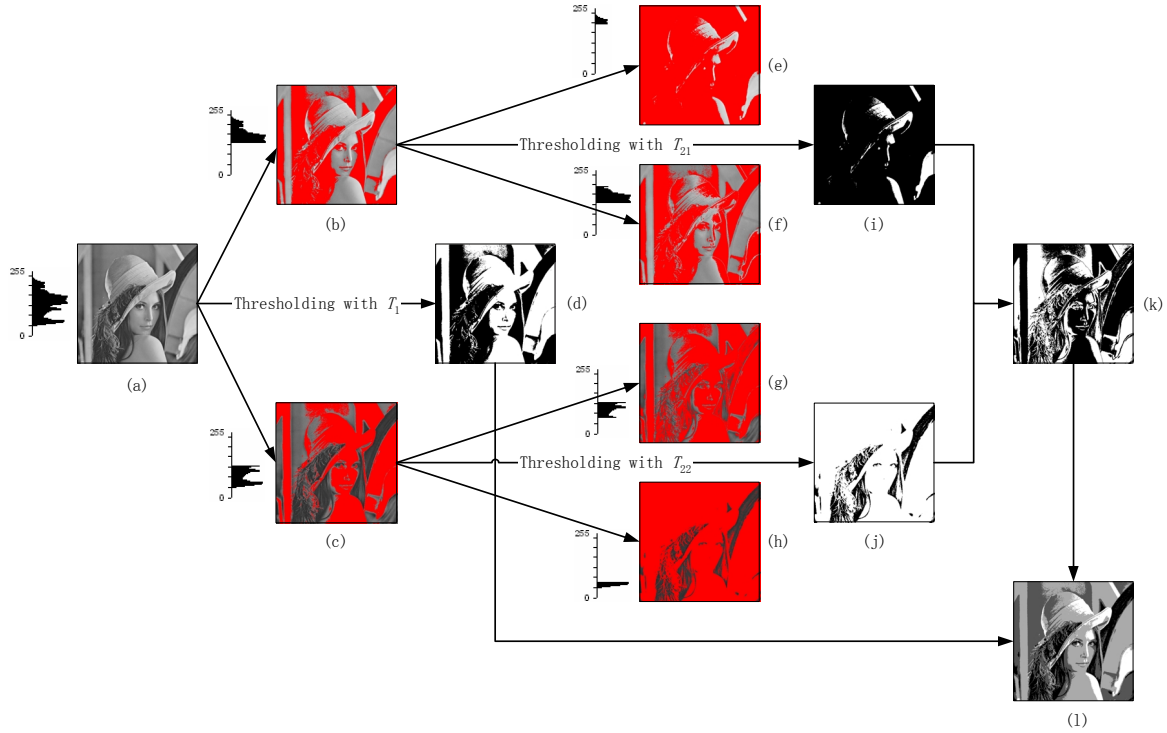 255
0
(e)
255
0
(b)
Thresholding with T21
(i)
255
0
(f)
255
0
(a)
Thresholding with T1
(d)
(k)
255
0
(g)
255
0
(c)
Thresholding with T22
(j)
255
0
(h)
(l)